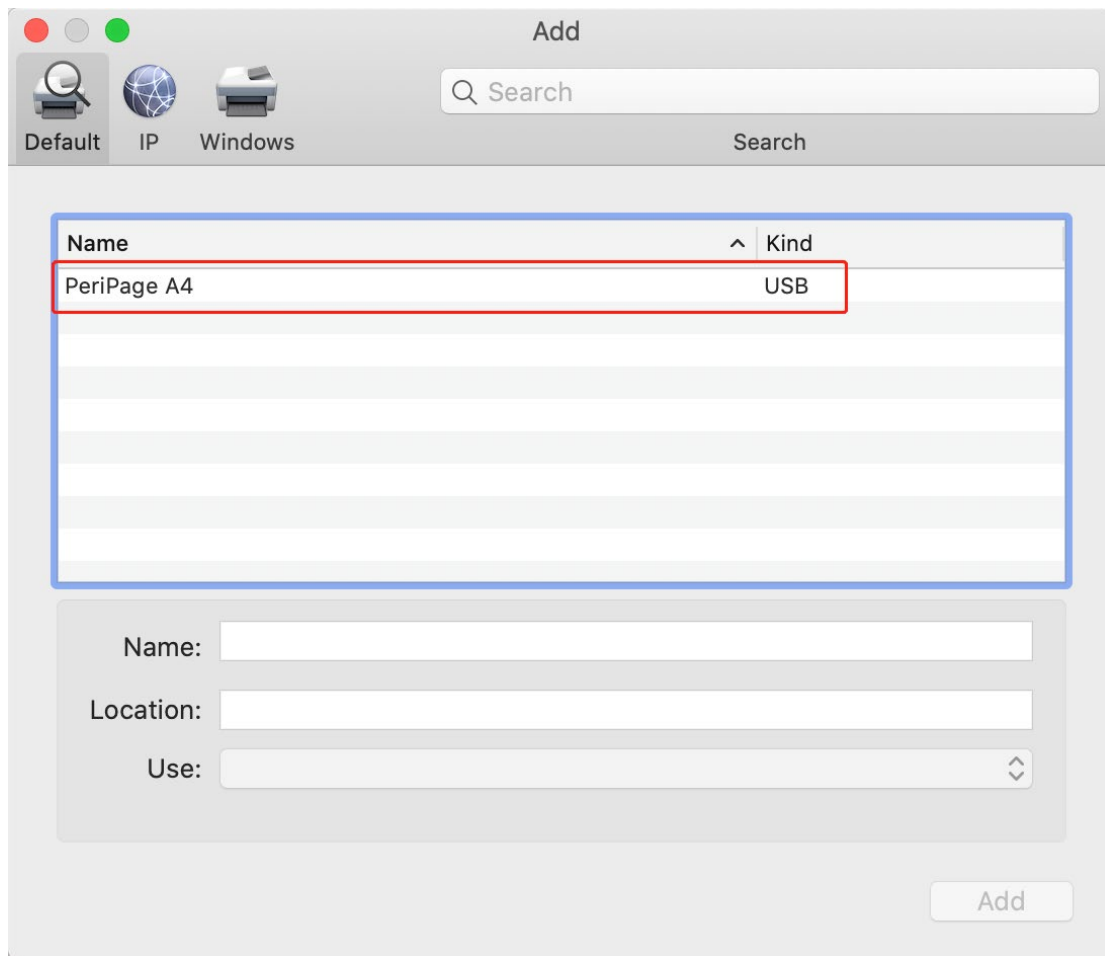 Add
Default IP Windows
Search
Search
Name Kind
PeriPage A4 USB
Name:
Location:
Use:
Add